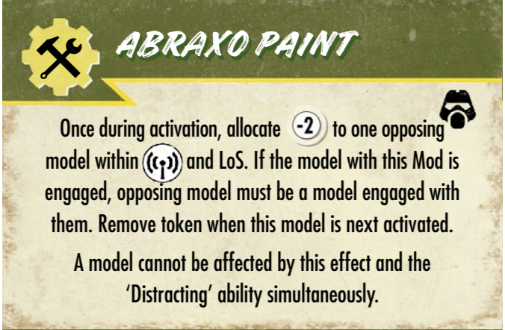 ABRAXO PAINT
Once during activation, allocate -2 to one opposing
model within and LoS. If the model with this Mod is
engaged, opposing model must be a model engaged with
them. Remove token when this model is next activated.
A model cannot be affected by this effect and the
‘Distracting’ ability simultaneously.